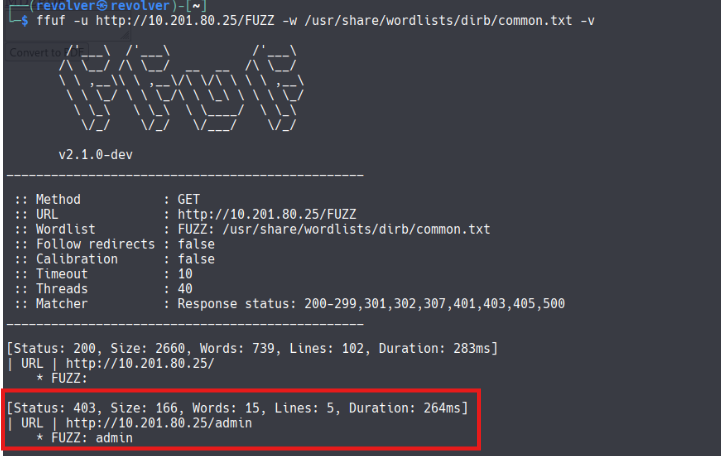 (revolver㉿revolver)-[~]
$ ffuf -u http://10.201.80.25/FUZZ -w /usr/share/wordlists/dirb/common.txt -v
v2.1.0-dev
________________________________________________
:: Method           : GET
:: URL              : http://10.201.80.25/FUZZ
:: Wordlist         : FUZZ: /usr/share/wordlists/dirb/common.txt
:: Follow redirects : false
:: Calibration      : false
:: Timeout          : 10
:: Threads          : 40
:: Matcher          : Response status: 200-299,301,302,307,401,403,405,500
________________________________________________
[Status: 200, Size: 2660, Words: 739, Lines: 102, Duration: 283ms]
| URL | http://10.201.80.25/
* FUZZ:
[Status: 403, Size: 166, Words: 15, Lines: 5, Duration: 264ms]
| URL | http://10.201.80.25/admin
* FUZZ: admin